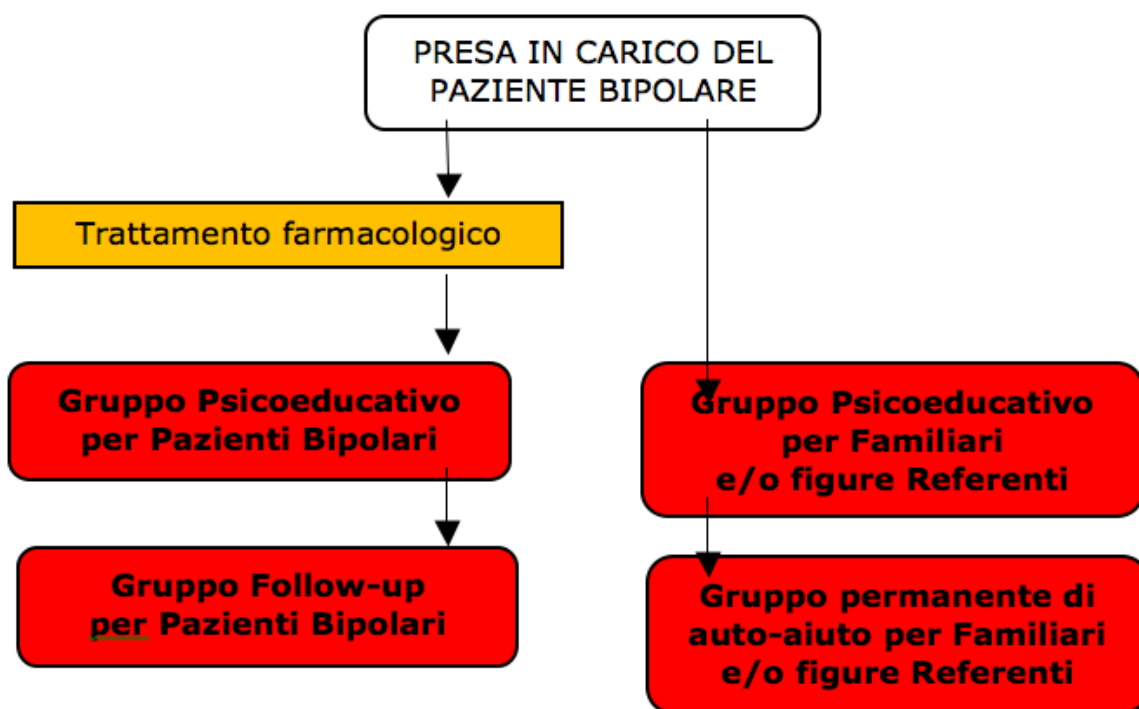 PRESA IN CARICO DEL
PAZIENTE BIPOLARE
Trattamento farmacologico
Gruppo Psicoeducativo
per Pazienti Bipolari
Gruppo Psicoeducativo
per Familiari
e/o figure Referenti
Gruppo Follow-up
per Pazienti Bipolari
Gruppo permanente di
auto-aiuto per Familiari
e/o figure Referenti